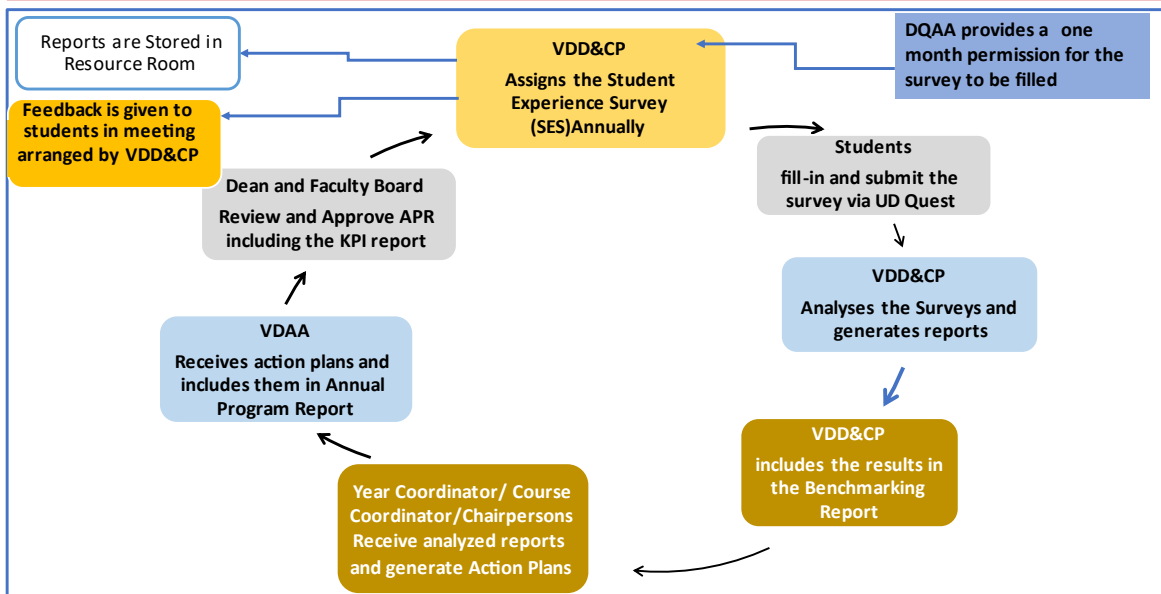 Reports are Stored in
Resource Room
Feedback is given to
students in meeting
arranged by VDD&CP
VDD&CP
Assigns the Student
Experience Survey
(SES)Annually
DQAA provides a one
month permission for the
survey to be filled
Students
fill-in and submit the
survey via UD Quest
VDD&CP
Analyses the Surveys and
generates reports
VDD&CP
includes the results in
the Benchmarking
Report
Year Coordinator/ Course
Coordinator/Chairpersons
Receive analyzed reports
and generate Action Plans
VDAA
Receives action plans and
includes them in Annual
Program Report
Dean and Faculty Board
Review and Approve APR
including the KPI report